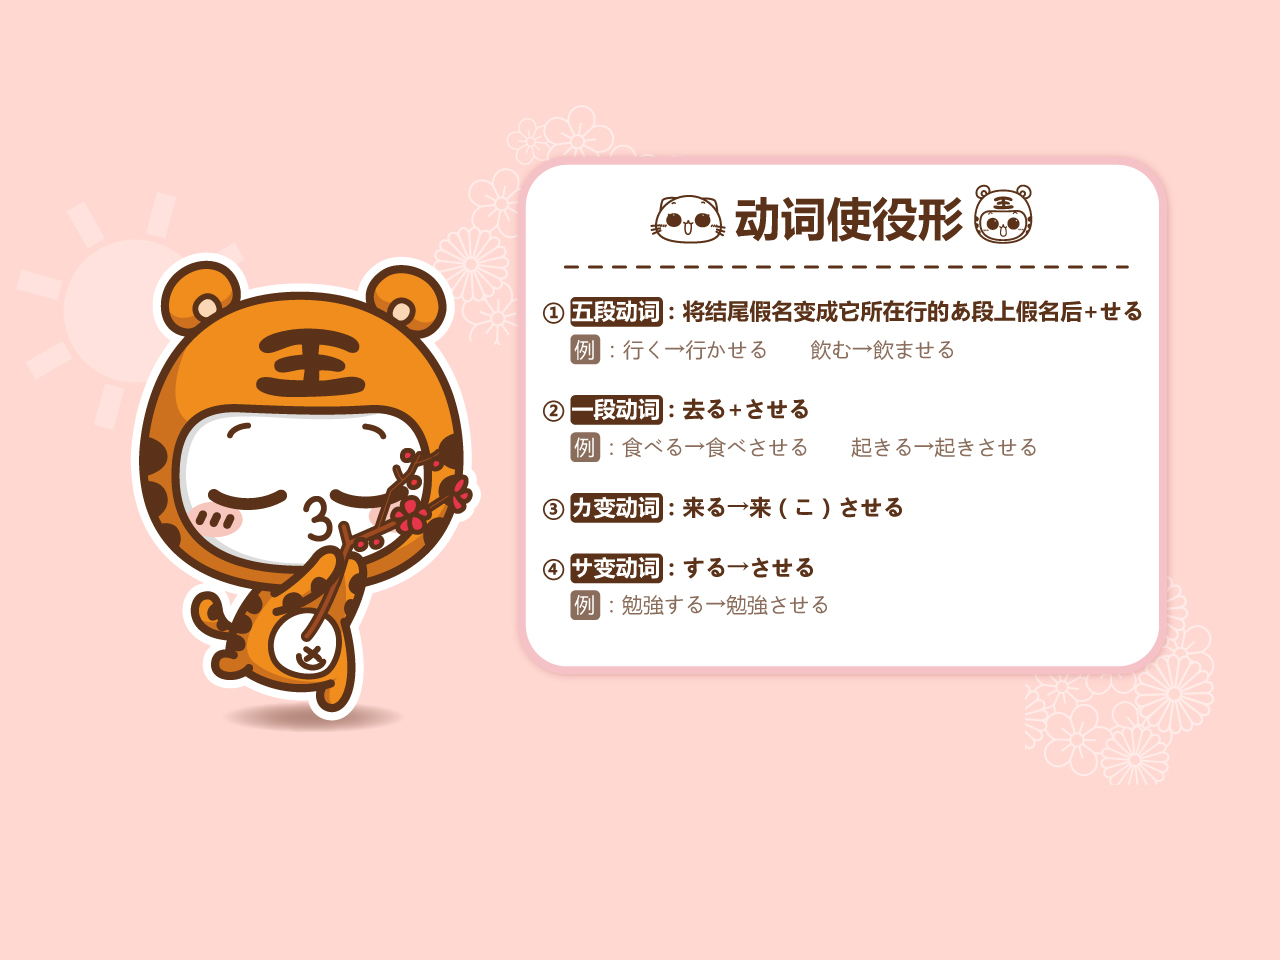 动词使役形
① 五段动词：将结尾假名变成它所在行的あ段上假名后+せる
例：行く→行かせる　　飲む→飲ませる
② 一段动词：去る+させる
例：食べる→食べさせる　　起きる→起きさせる
③ カ变动词：来る→来（こ）させる
④ サ变动词：する→させる
例：勉強する→勉強させる
王